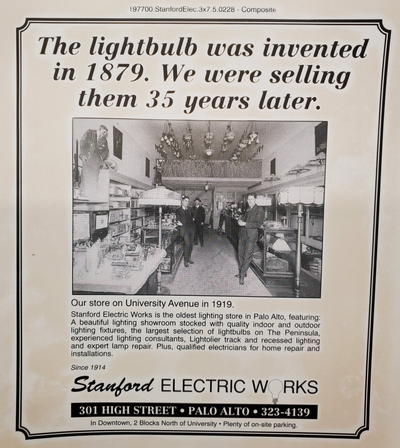 197700.StanfordElec.3x7.5.0228 - Composite
The lightbulb was invented
in 1879. We were selling
them 35 years later.
Our store on University Avenue in 1919.
Stanford Electric Works is the oldest lighting store in Palo Alto, featuring:
A beautiful lighting showroom stocked with quality indoor and outdoor
lighting fixtures, the largest selection of lightbulbs on The Peninsula,
experienced lighting consultants, Lightolier track and recessed lighting
and expert lamp repair. Plus, qualified electricians for home repair and
installations.
Since 1914
Stanford ELECTRIC WORKS
301 HIGH STREET • PALO ALTO • 323-4139
In Downtown, 2 Blocks North of University • Plenty of on-site parking.